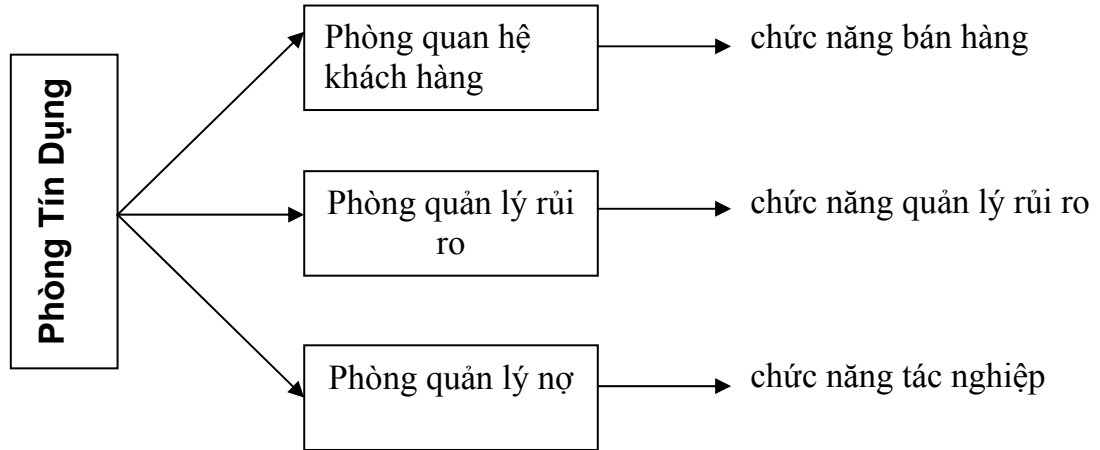 Phòng Tín Dụng
Phòng quan hệ
khách hàng
chức năng bán hàng
Phòng quản lý rủi
ro
chức năng quản lý rủi ro
Phòng quản lý nợ
chức năng tác nghiệp